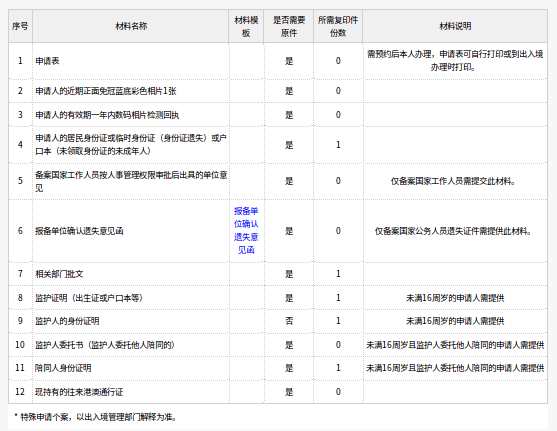 序号 材料名称 材料模板 是否需要原件 所需复印件份数 材料说明
1 申请表 是 0 需预约后本人办理，申请表可自行打印或到出入境办理时打印。
2 申请人的近期正面免冠蓝底彩色相片1张 是 0
3 申请人的有效期一年内数码相片检测回执 是 0
4 申请人的居民身份证或临时身份证（身份证遗失）或户口本（未领取身份证的未成年人） 是 1
5 备案国家工作人员按人事管理权限审批后出具的单位意见 是 0 仅备案国家工作人员需提交此材料。
6 报备单位确认遗失意见函 报备单位确认遗失意见函 是 0 仅备案国家公务人员遗失证件需提供此材料。
7 相关部门批文 是 1
8 监护证明（出生证或户口本等） 是 1 未满16周岁的申请人需提供
9 监护人的身份证明 否 1 未满16周岁的申请人需提供
10 监护人委托书（监护人委托他人陪同的） 是 0 未满16周岁且监护人委托他人陪同的申请人需提供
11 陪同人身份证明 是 1 未满16周岁且监护人委托他人陪同的申请人需提供
12 现持有的往来港澳通行证 是 0
* 特殊申请个案，以出入境管理部门解释为准。